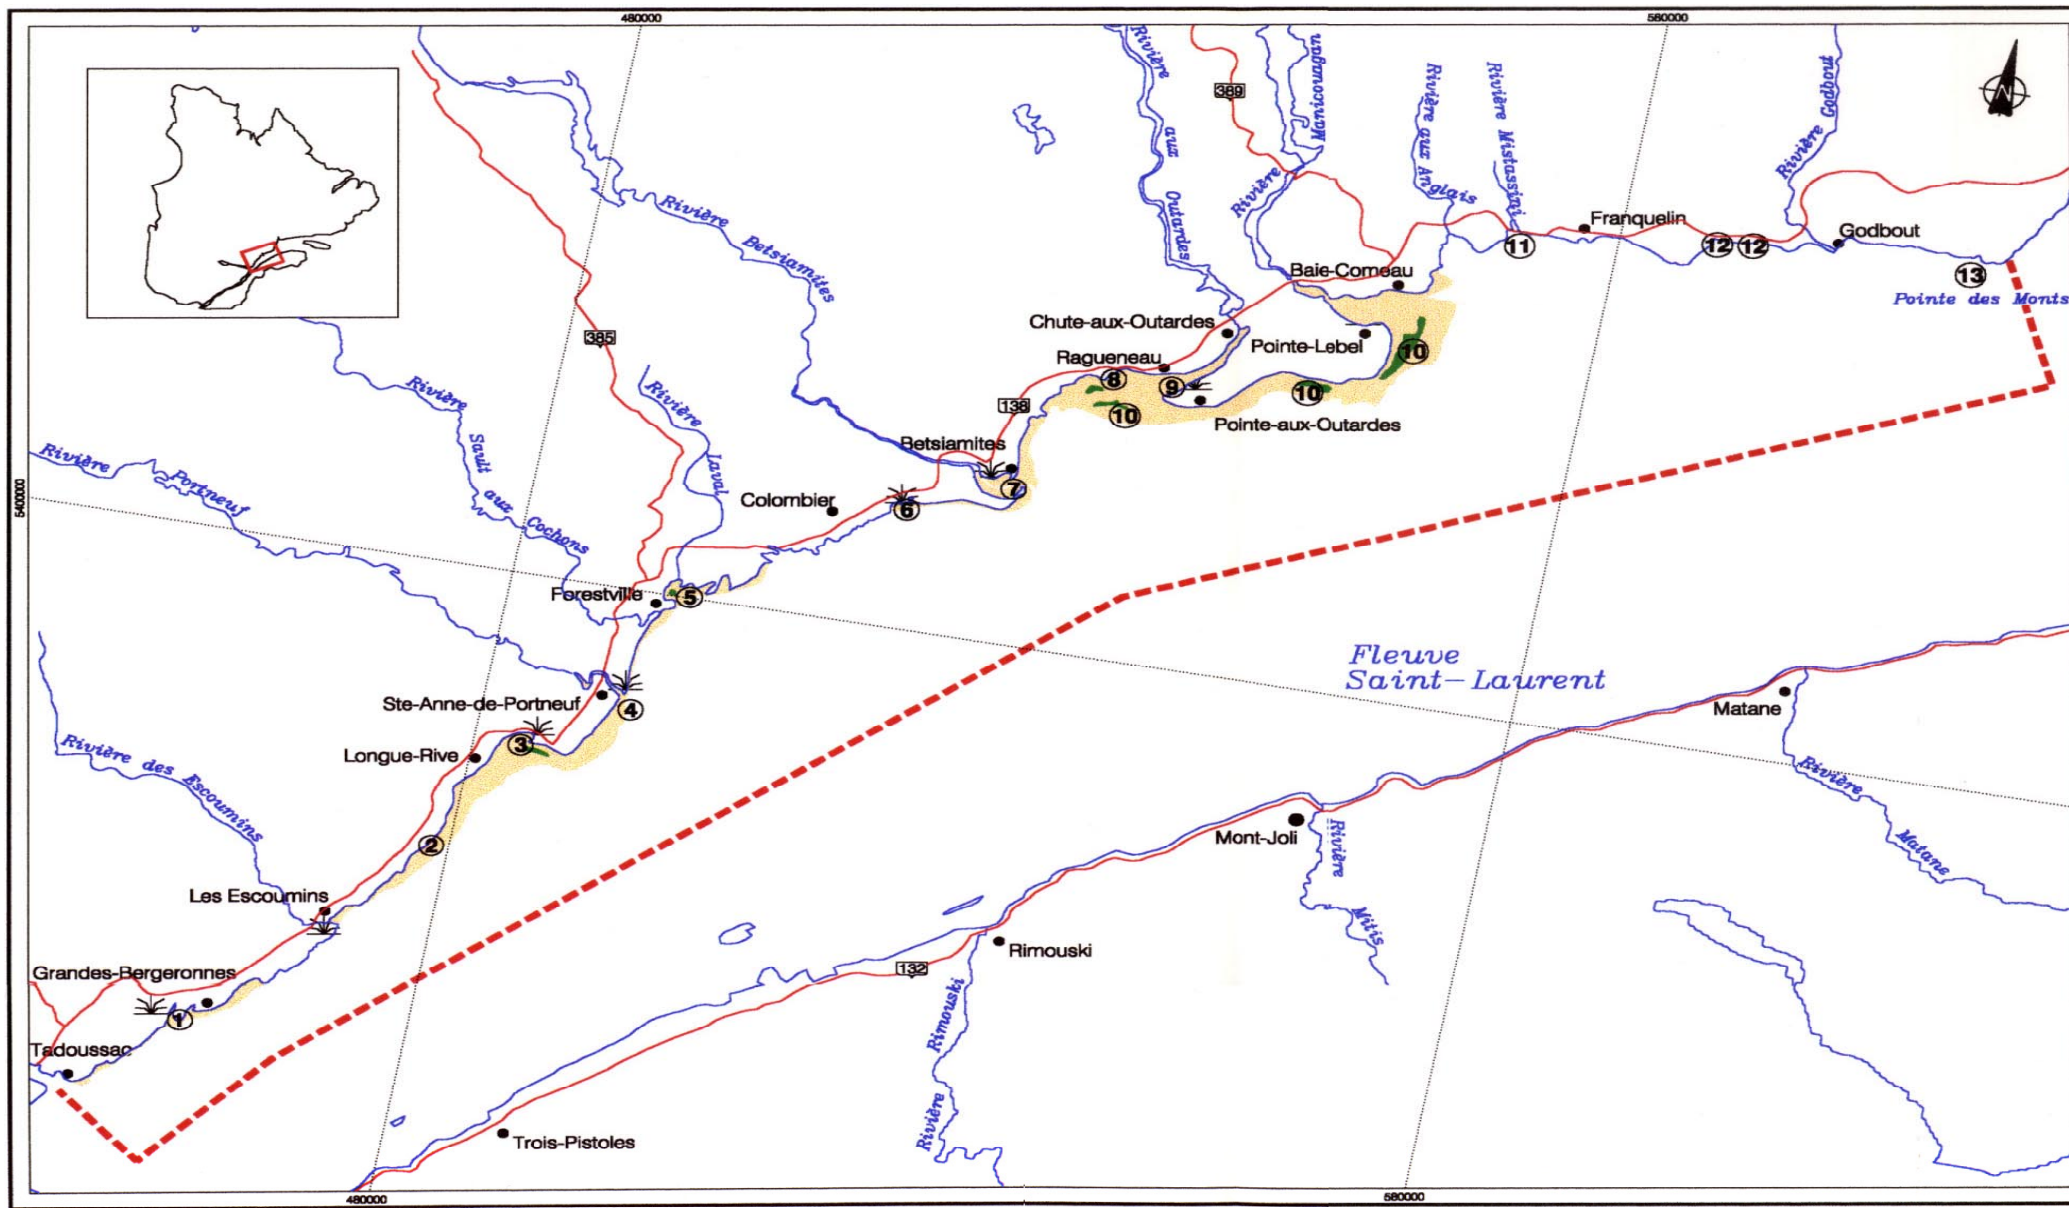 480000
580000
389
N
Rivière
aux
Outardes
Manicouagan
Rivière
Rivière aux Anglais
Rivière Mistassini
Rivière Godbout
Rivière
Betsiamites
Franquelin
11
12
12
Godbout
13
Pointe des Monts
Baie-Comeau
Chute-aux-Outardes
Pointe-Lebel
385
Ragueneau
8
9
10
10
10
Pointe-aux-Outardes
138
Rivière
Sault
aux
Cochons
Rivière
Laval
Betsiamites
7
Rivière
Portneuf
540000
Colombier
6
Forestville
5
Fleuve
Saint-Laurent
Ste-Anne-de-Portneuf
4
Matane
Longue-Rive
3
Rivière des Escoumins
Rivière
Matane
Mont-Joli
Rivière
Mitis
2
Les Escoumins
Rimouski
132
Grandes-Bergeronnes
1
Rivière
Rimouski
Tadoussac
Trois-Pistoles
480000
580000